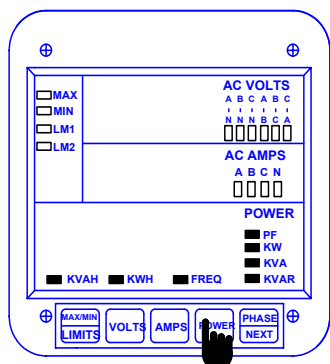 MAX
MIN
LM1
LM2
AC VOLTS
A B C A B C
N N N B C A
AC AMPS
A B C N
POWER
PF
KW
KVA
KVAH KWH FREQ KVAR
MAX/MIN
LIMITS
VOLTS
AMPS
POWER
PHASE
NEXT